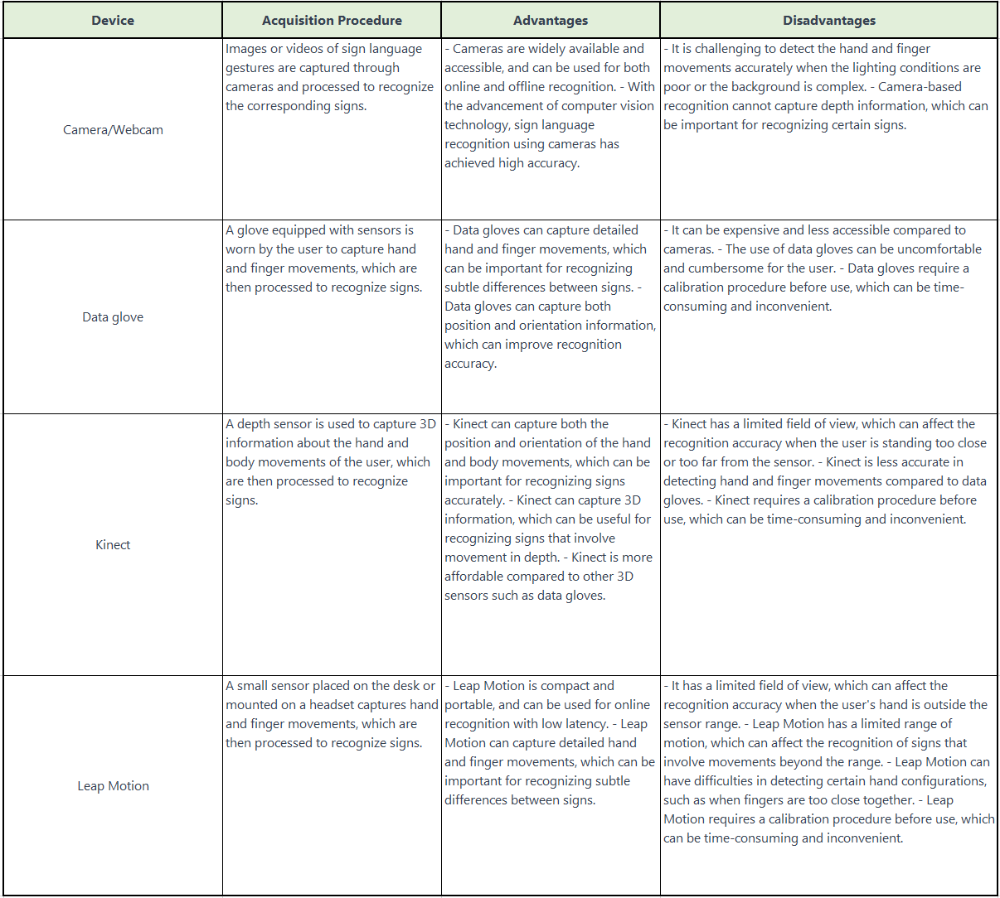 Device
Acquisition Procedure
Advantages
Disadvantages
Camera/Webcam
Images or videos of sign language
gestures are captured through
cameras and processed to recognize
the corresponding signs.
- Cameras are widely available and
accessible, and can be used for both
online and offline recognition. - With
the advancement of computer vision
technology, sign language
recognition using cameras has
achieved high accuracy.
- It is challenging to detect the hand and finger
movements accurately when the lighting conditions are
poor or the background is complex. - Camera-based
recognition cannot capture depth information, which can
be important for recognizing certain signs.
Data glove
A glove equipped with sensors is
worn by the user to capture hand
and finger movements, which are
then processed to recognize signs.
- Data gloves can capture detailed
hand and finger movements, which
can be important for recognizing
subtle differences between signs. -
Data gloves can capture both
position and orientation information,
which can improve recognition
accuracy.
- It can be expensive and less accessible compared to
cameras. - The use of data gloves can be uncomfortable
and cumbersome for the user. - Data gloves require a
calibration procedure before use, which can be time-
consuming and inconvenient.
Kinect
A depth sensor is used to capture 3D
information about the hand and
body movements of the user, which
are then processed to recognize
signs.
- Kinect can capture both the
position and orientation of the hand
and body movements, which can be
important for recognizing signs
accurately. - Kinect can capture 3D
information, which can be useful for
recognizing signs that involve
movement in depth. - Kinect is more
affordable compared to other 3D
sensors such as data gloves.
- Kinect has a limited field of view, which can affect the
recognition accuracy when the user is standing too close
or too far from the sensor. - Kinect is less accurate in
detecting hand and finger movements compared to data
gloves. - Kinect requires a calibration procedure before
use, which can be time-consuming and inconvenient.
Leap Motion
A small sensor placed on the desk or
mounted on a headset captures hand
and finger movements, which are
then processed to recognize signs.
- Leap Motion is compact and
portable, and can be used for online
recognition with low latency. - Leap
Motion can capture detailed hand
and finger movements, which can be
important for recognizing subtle
differences between signs.
- It has a limited field of view, which can affect the
recognition accuracy when the user's hand is outside the
sensor range. - Leap Motion has a limited range of
motion, which can affect the recognition of signs that
involve movements beyond the range. - Leap Motion can
have difficulties in detecting certain hand configurations,
such as when fingers are too close together. - Leap
Motion requires a calibration procedure before use, which
can be time-consuming and inconvenient.